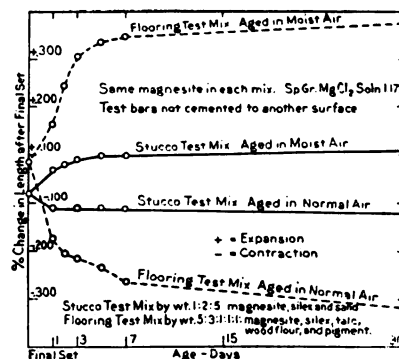 Flooring Test Mix Aged in Moist Air
+.300
Same magnesite in each mix. Sp Gr. MgCl2 Soln 1.17
Test bars not cemented to another surface
+.200
+.100
Stucco Test Mix Aged in Moist Air
Stucco Test Mix Aged in Normal Air
-.100
+ = Expansion
- = Contraction
-.200
Flooring Test Mix Aged in Normal Air
-.300
Stucco Test Mix by wt. 1:2:5 magnesite, silex and sand
Flooring Test Mix by wt. 5:3:1:1:1: magnesite, silex, talc,
wood flour, and pigment.
% Change in Length after Final Set
1 3 7 15
Final Set Age - Days